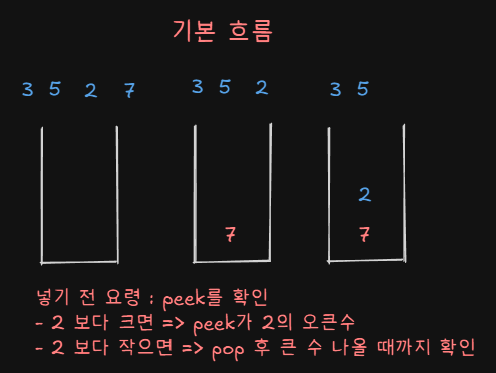 기본 흐름
3 5 2 7
3 5 2
3 5
2
7
7
넣기 전 요령 : peek를 확인
- 2 보다 크면 => peek가 2의 오큰수
- 2 보다 작으면 => pop 후 큰 수 나올 때까지 확인